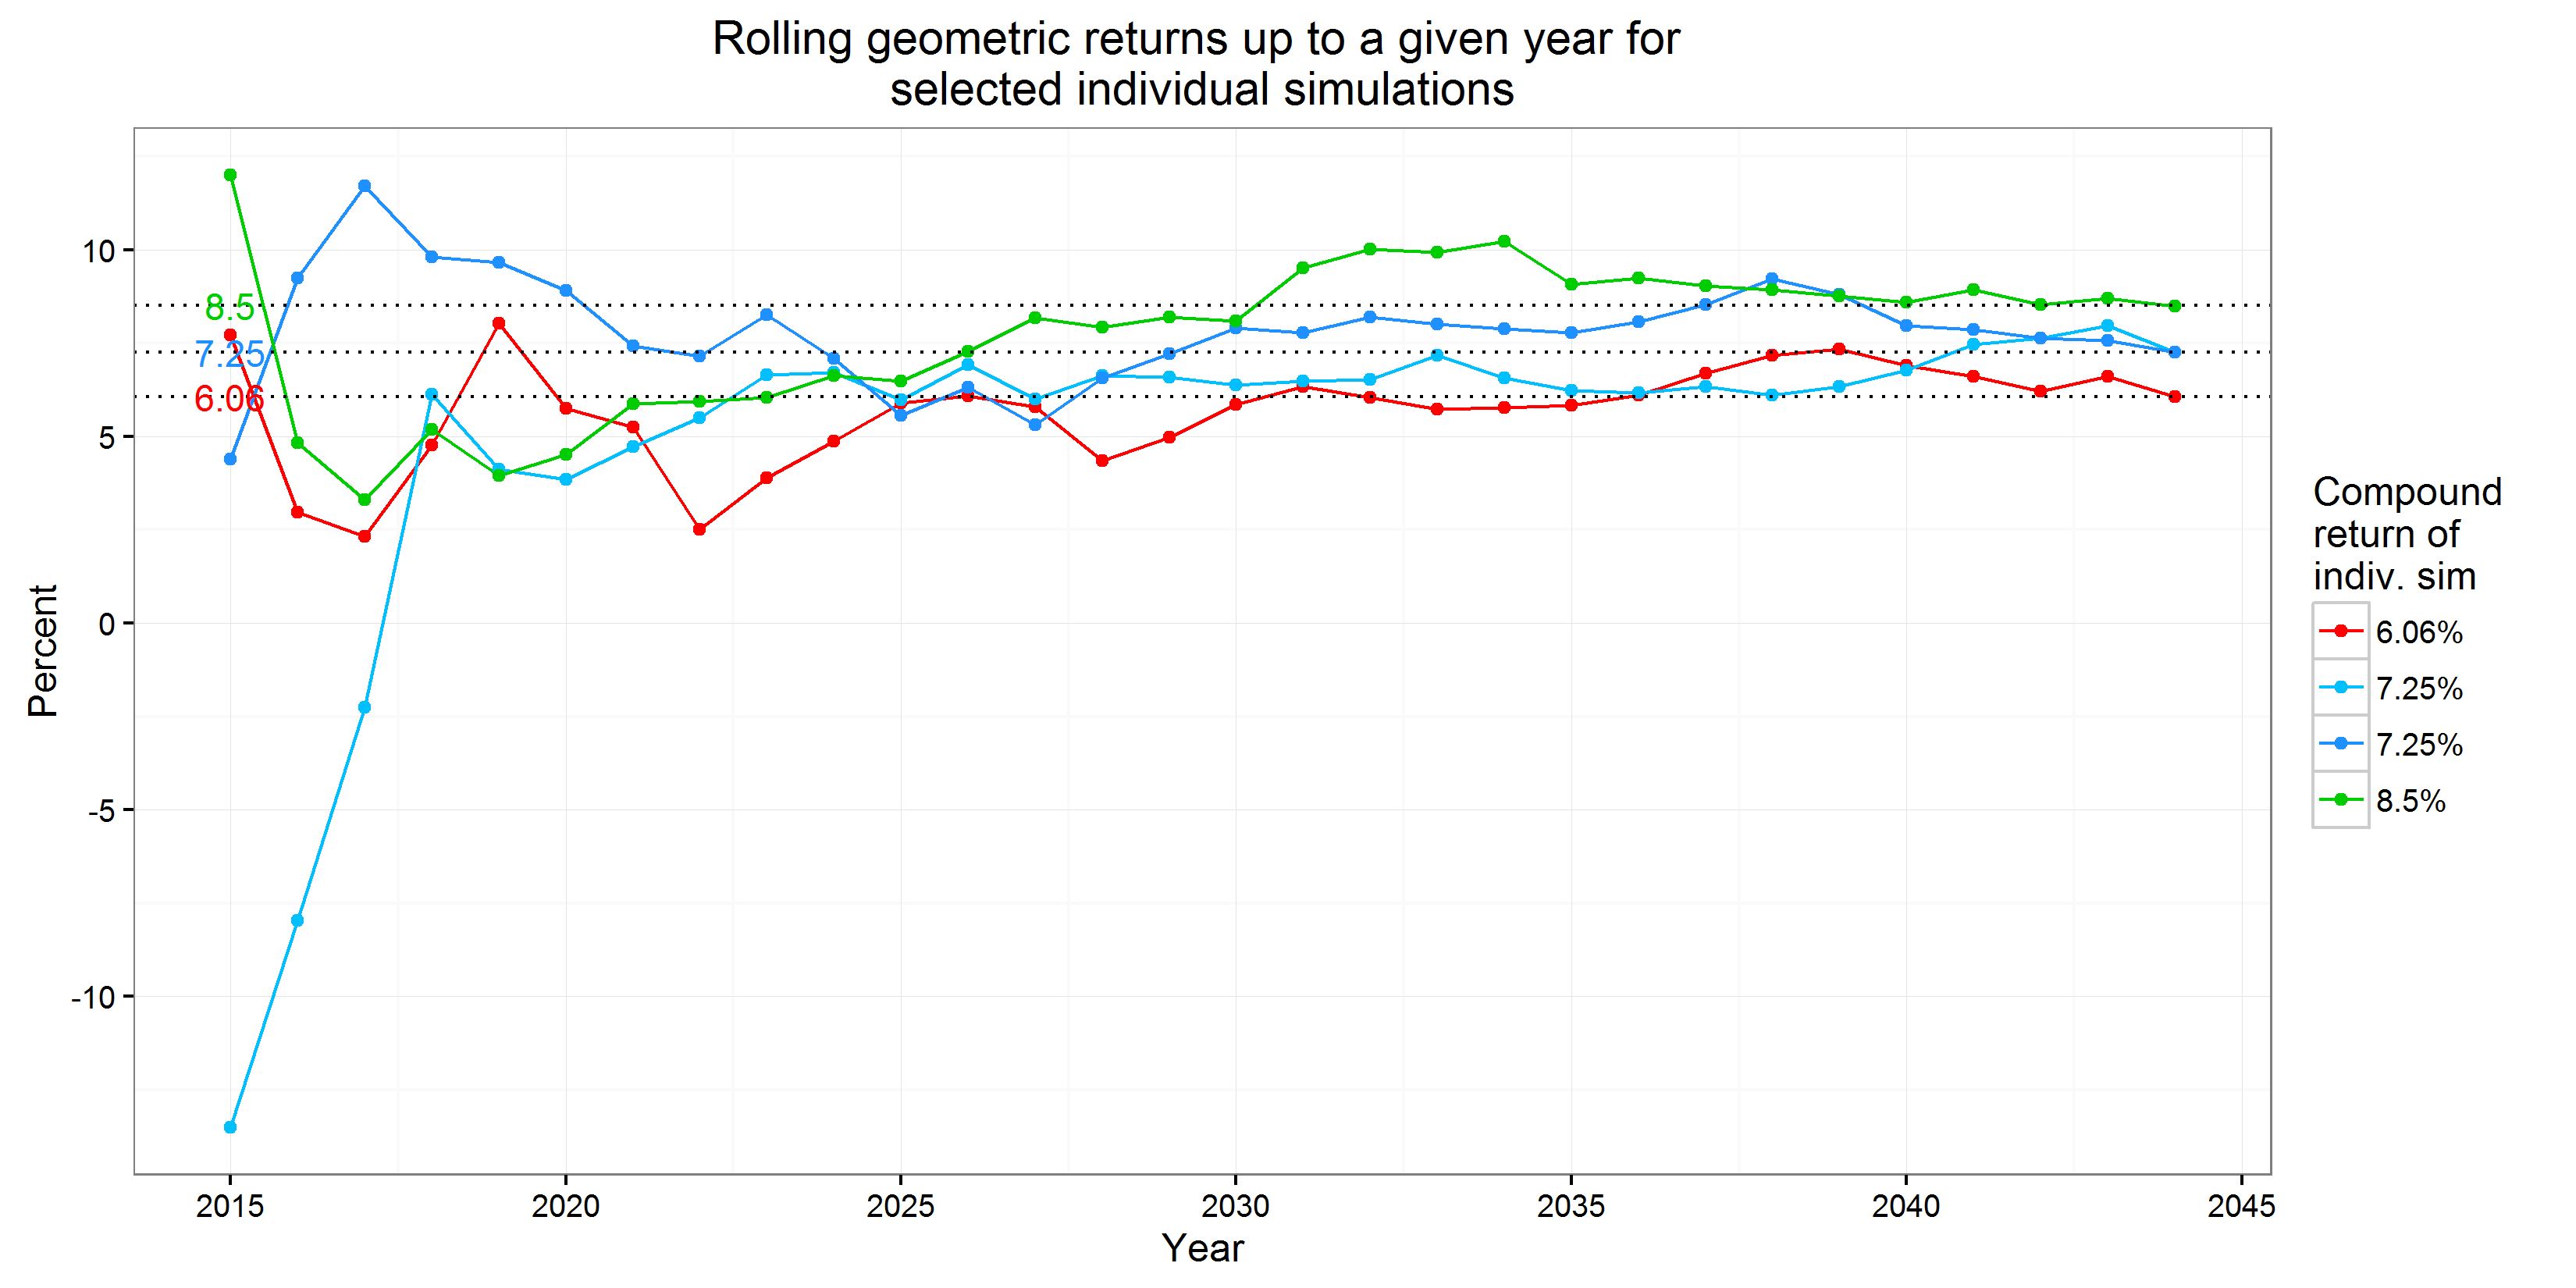 Rolling geometric returns up to a given year for
selected individual simulations
10
5
0
-5
-10
Percent
8.5
7.25
6.06
2015
2020
2025
2030
2035
2040
2045
Year
Compound
return of
indiv. sim
6.06%
7.25%
7.25%
8.5%